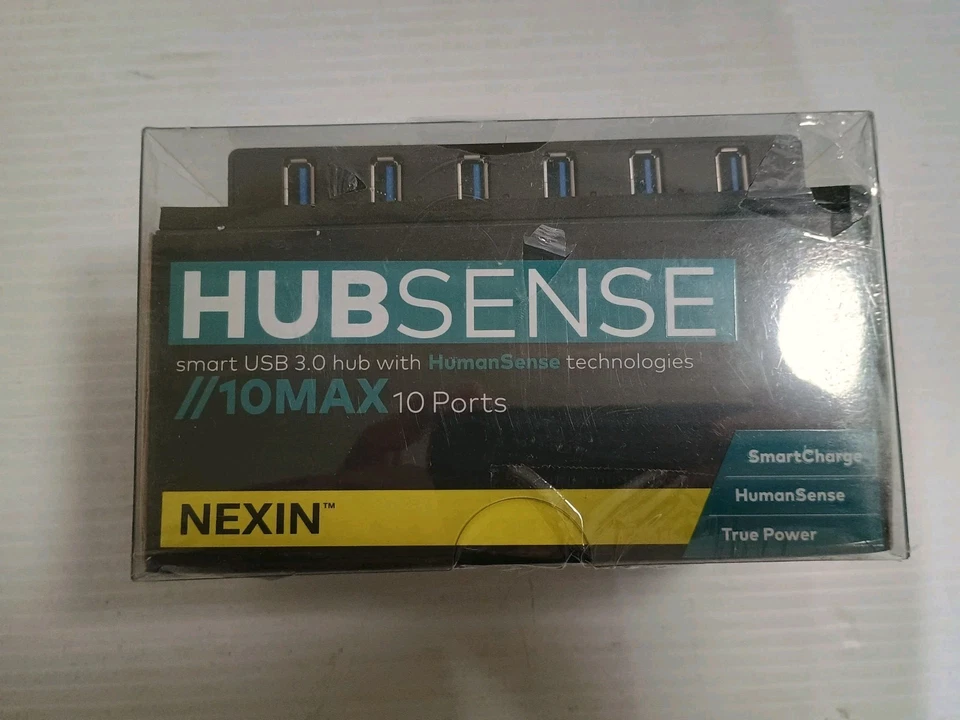 HUBSENSE
smart USB 3.0 hub with HumanSense technologies
//10MAX 10 Ports
NEXIN™
SmartCharge
HumanSense
True Power